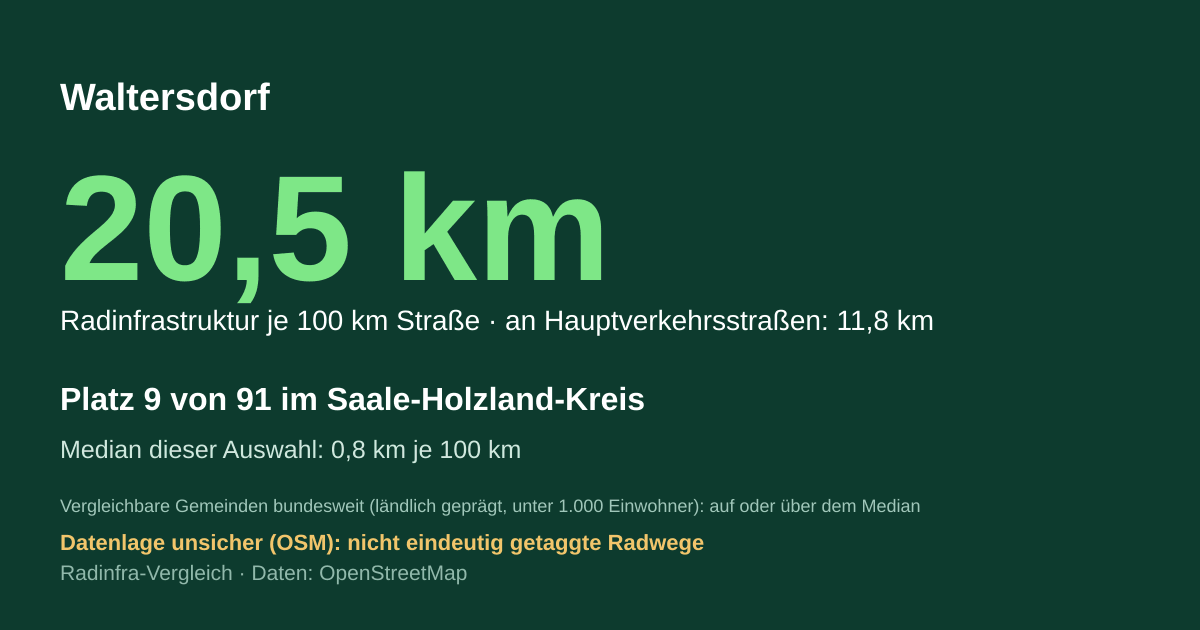 Waltersdorf
20,5 km
Radinfrastruktur je 100 km Straße · an Hauptverkehrsstraßen: 11,8 km
Platz 9 von 91 im Saale-Holzland-Kreis
Median dieser Auswahl: 0,8 km je 100 km
Vergleichbare Gemeinden bundesweit (ländlich geprägt, unter 1.000 Einwohner): auf oder über dem Median
Datenlage unsicher (OSM): nicht eindeutig getaggte Radwege
Radinfra-Vergleich · Daten: OpenStreetMap